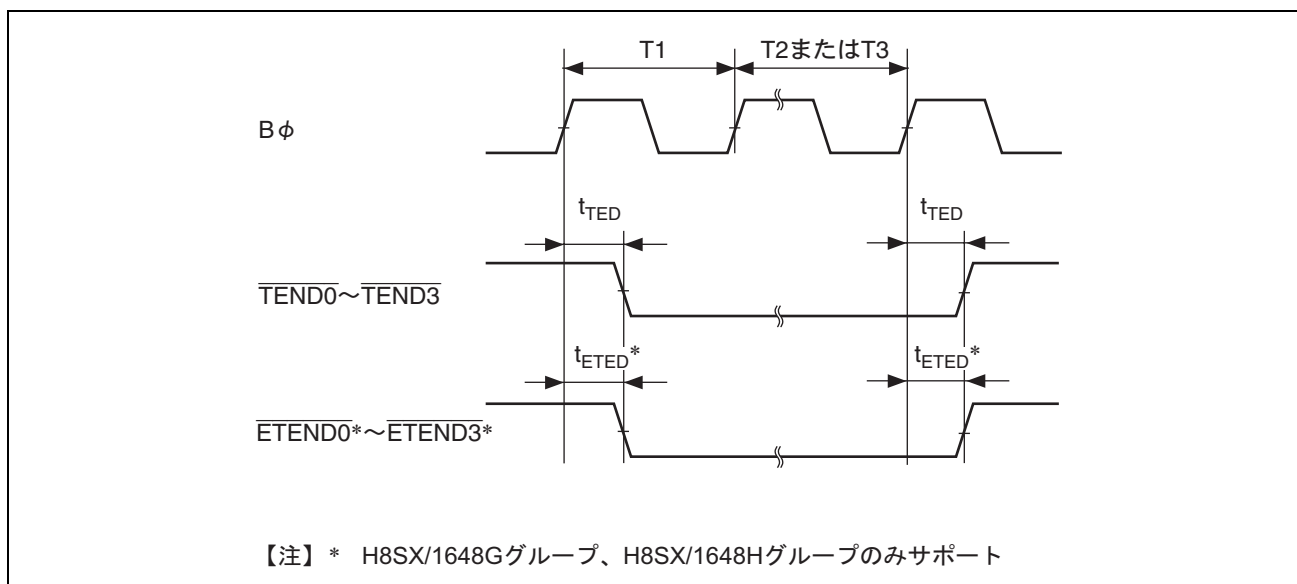 T1 T2またはT3
Bφ
tTED tTED
TEND0～TEND3
tETED* tETED*
ETEND0*～ETEND3*
【注】* H8SX/1648Gグループ、H8SX/1648Hグループのみサポート